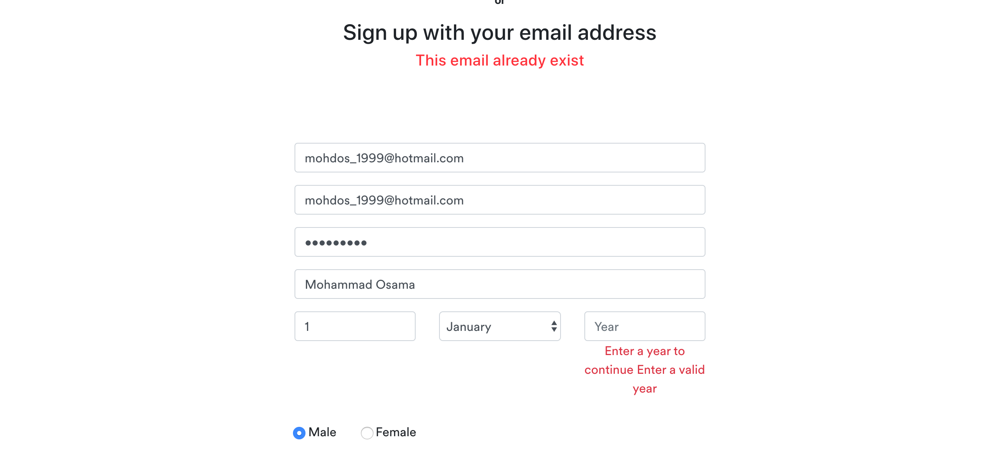 or
Sign up with your email address
This email already exist
mohdos_1999@hotmail.com
mohdos_1999@hotmail.com
•••••••••
Mohammad Osama
1 January Year
Enter a year to
continue Enter a valid
year
Male Female